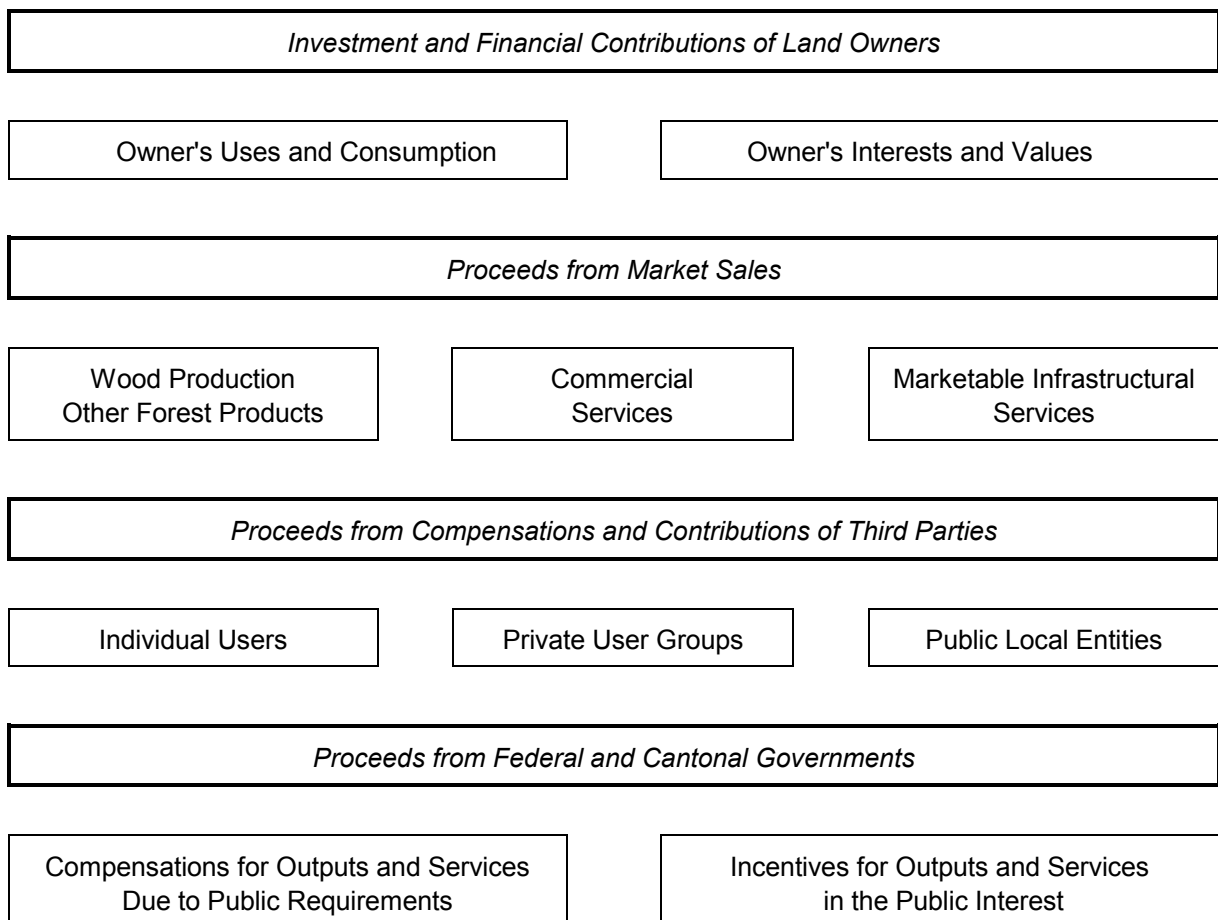 Investment and Financial Contributions of Land Owners
Owner's Uses and Consumption
Owner's Interests and Values
Proceeds from Market Sales
Wood Production
Other Forest Products
Commercial
Services
Marketable Infrastructural
Services
Proceeds from Compensations and Contributions of Third Parties
Individual Users
Private User Groups
Public Local Entities
Proceeds from Federal and Cantonal Governments
Compensations for Outputs and Services
Due to Public Requirements
Incentives for Outputs and Services
in the Public Interest